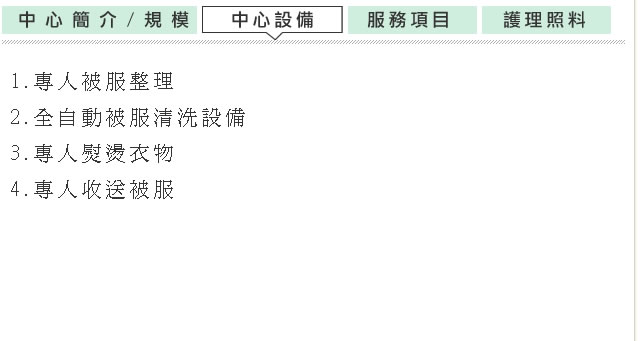 中心簡介/規模 中心設備 服務項目 護理照料
1.專人被服整理
2.全自動被服清洗設備
3.專人熨燙衣物
4.專人收送被服